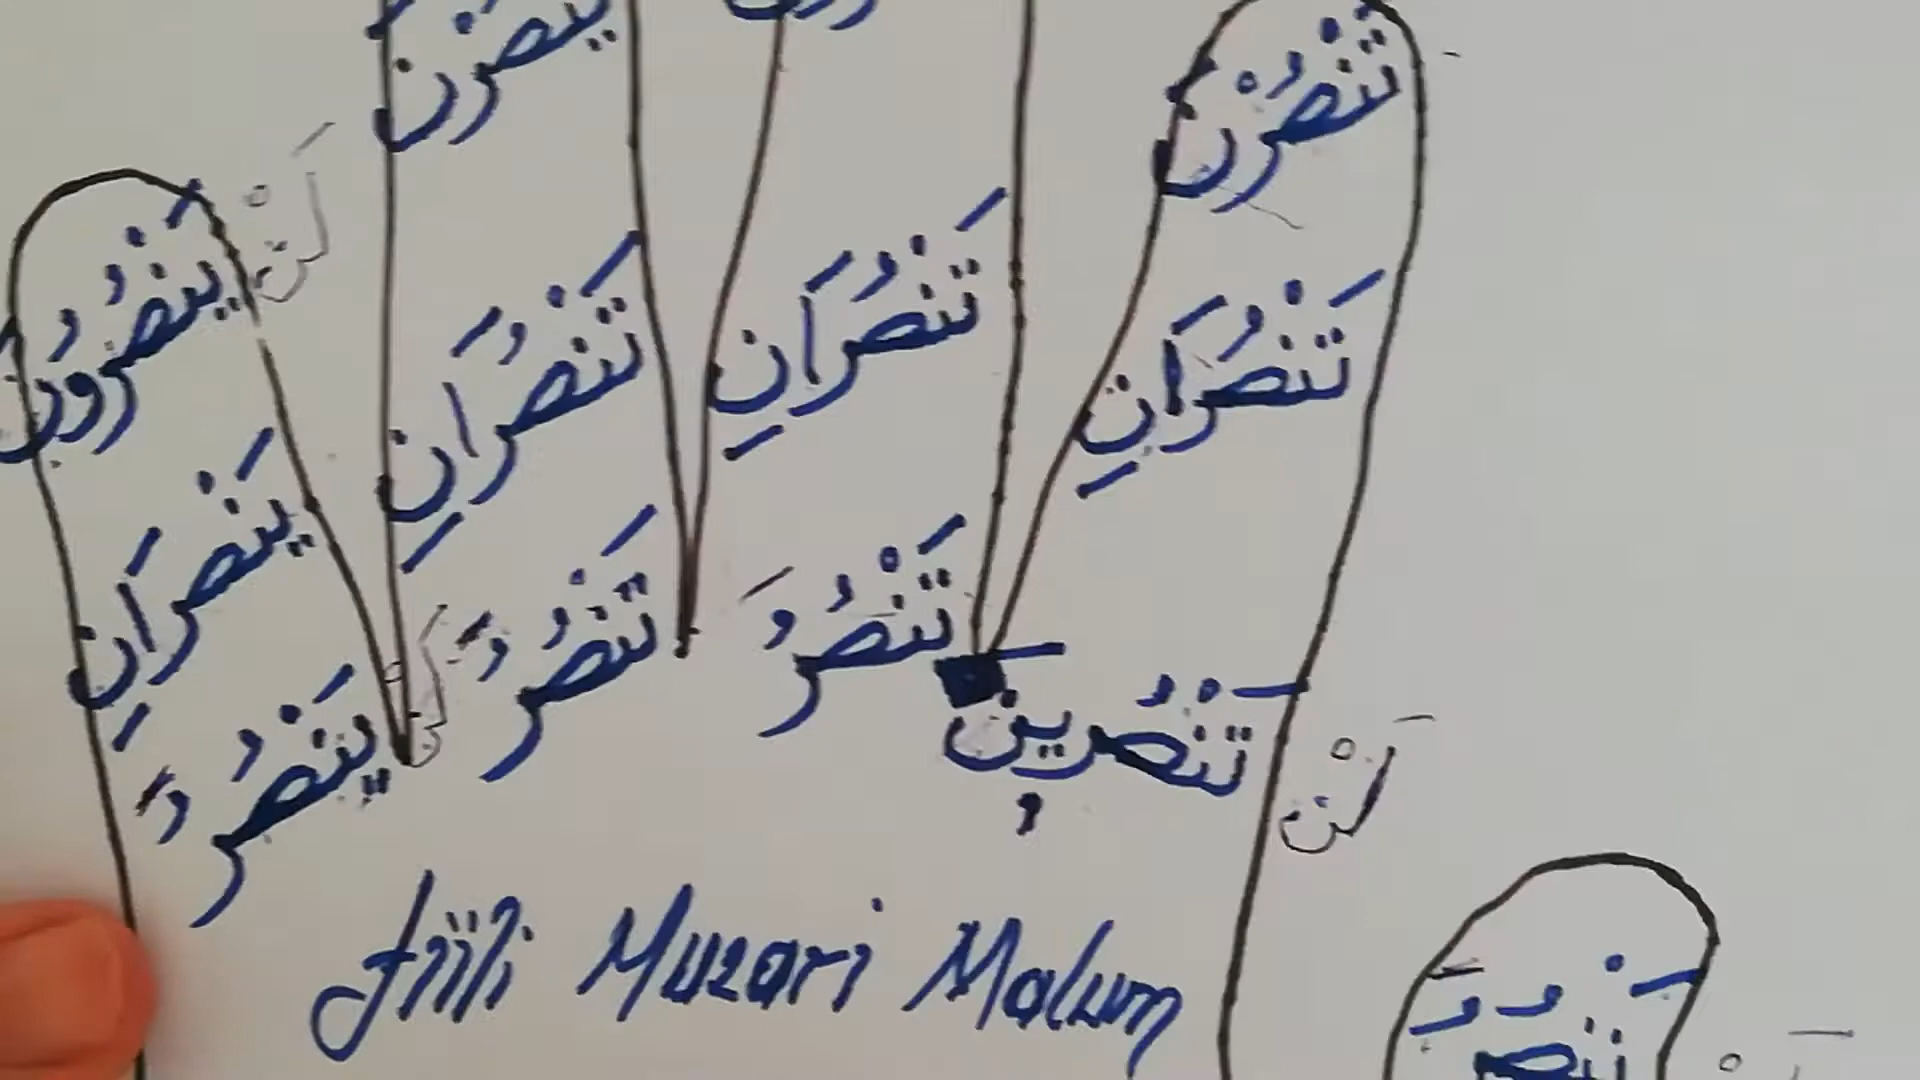 يَنْصُرْنَ
تَنْصُرْنَ
يَنْصُرُونَ
لَنْ
تَنْصُرَانِ
تَنْصُرَانِ
تَنْصُرَانِ
يَنْصُرَانِ
تَنْصُرُ
تَنْصُرُ
يَنْصُرُ
تَنْصُرِينَ
لَنْ
لَنْ
fiili Muzari Malum